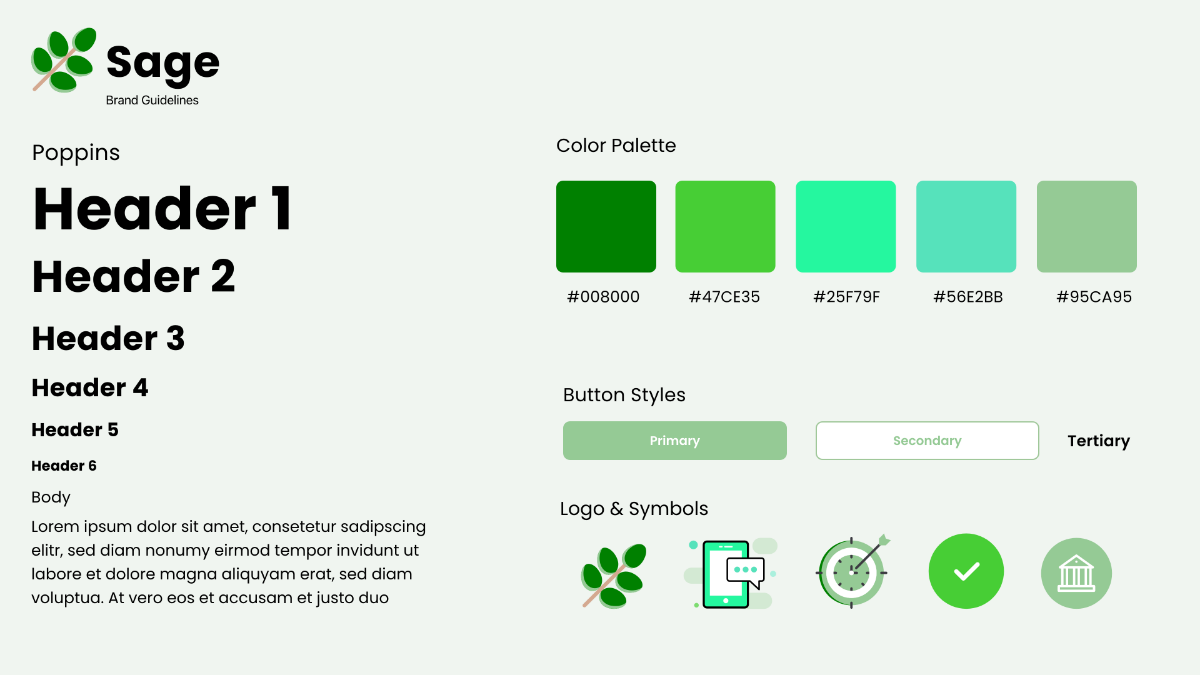 Sage
Brand Guidelines
Poppins
Header 1
Header 2
Header 3
Header 4
Header 5
Header 6
Body
Lorem ipsum dolor sit amet, consetetur sadipscing
elitr, sed diam nonumy eirmod tempor invidunt ut
labore et dolore magna aliquyam erat, sed diam
voluptua. At vero eos et accusam et justo duo
Color Palette
#008000 #47CE35 #25F79F #56E2BB #95CA95
Button Styles
Primary Secondary Tertiary
Logo & Symbols